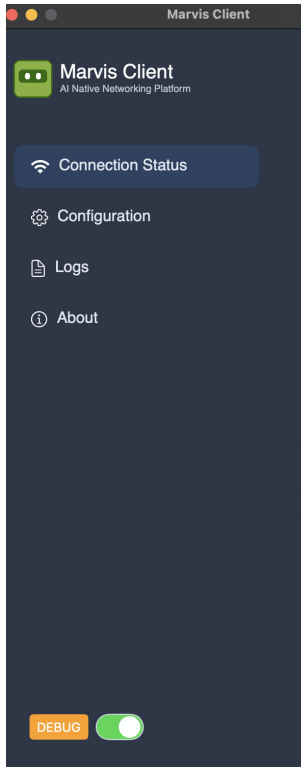 Marvis Client
Marvis Client
AI Native Networking Platform
Connection Status
Configuration
Logs
About
DEBUG